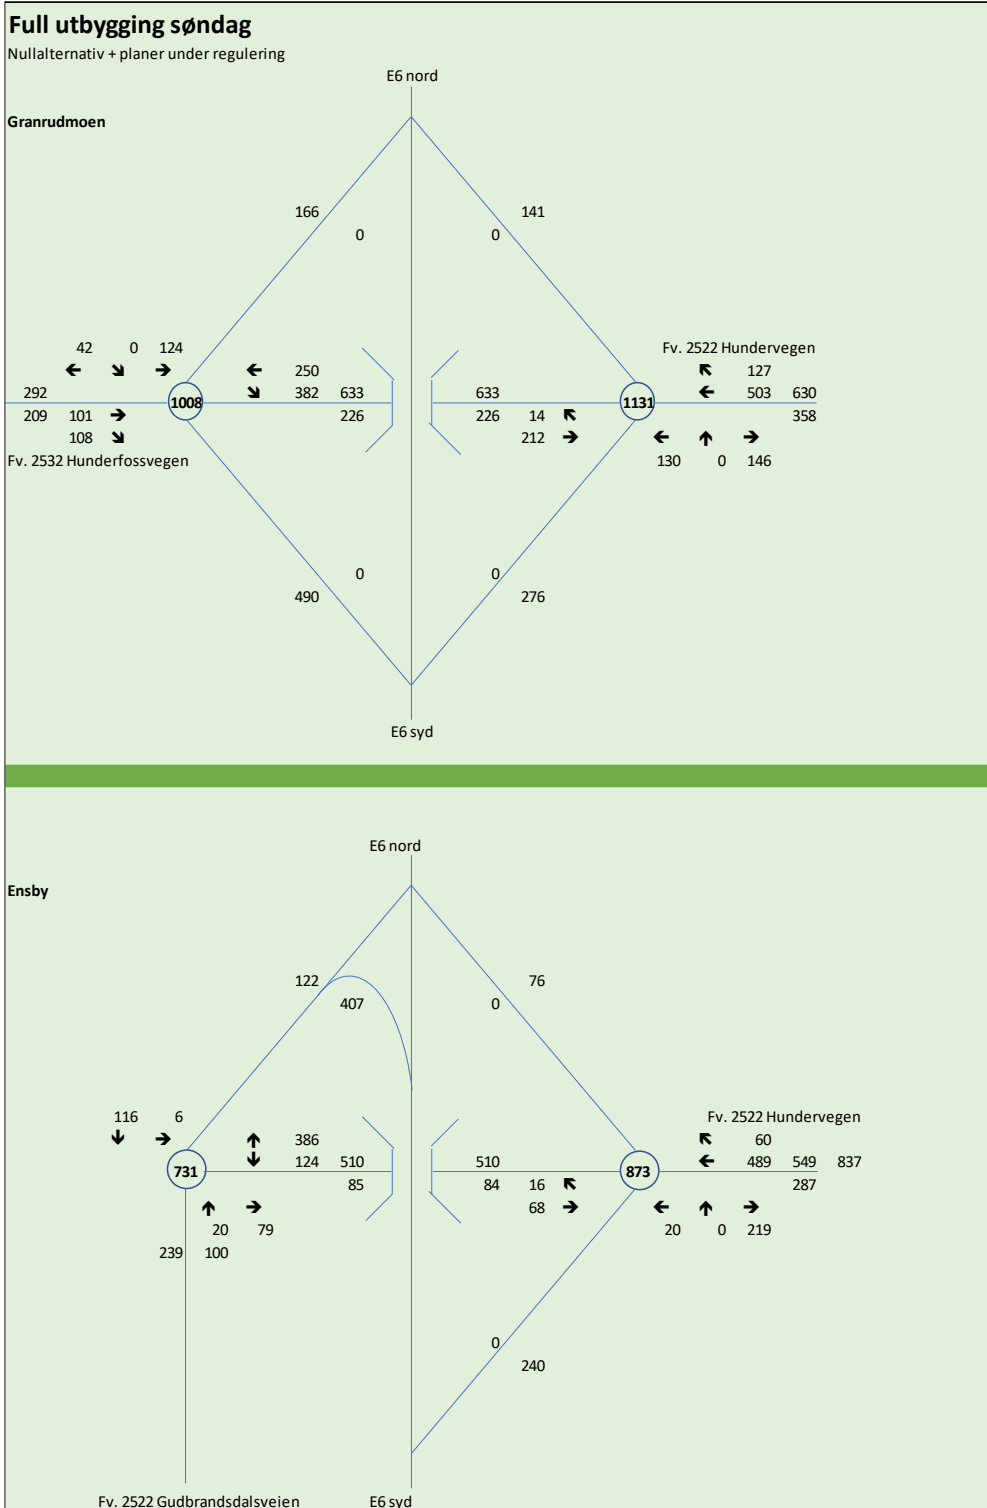 Full utbygging søndag
Nullalternativ + planer under regulering
E6 nord
Granrudmoen
166 141
0 0
42 0 124 Fv. 2522 Hundervegen
← ↘ → ← 250 ↖ 127
292 ↘ 382 633 633 ← 503 630
1008 1131
209 101 → 226 226 14 ↖ 358
108 ↘ 212 → ← ↑ →
Fv. 2532 Hunderfossvegen 130 0 146
0 0
490 276
E6 syd
E6 nord
Ensby
122 76
407 0
116 6 Fv. 2522 Hundervegen
↓ → ↑ 386 ↖ 60
↓ 124 510 510 ← 489 549 837
731 873
85 84 16 ↖ 287
↑ → 68 → ← ↑ →
20 79 20 0 219
239 100
0
240
Fv. 2522 Gudbrandsdalsveien E6 syd